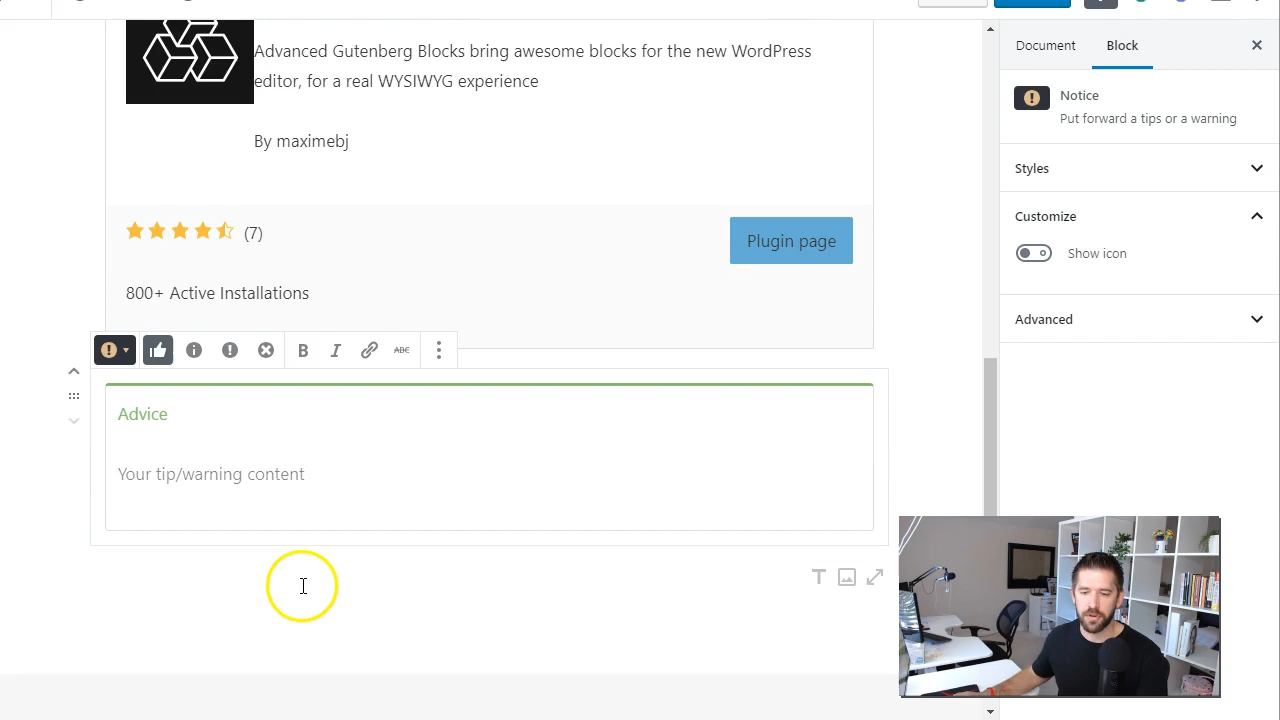 Advanced Gutenberg Blocks bring awesome blocks for the new WordPress
editor, for a real WYSIWYG experience
By maximebj
(7)
Plugin page
800+ Active Installations
B I ABC
Advice
Your tip/warning content
T
Document Block
Notice
Put forward a tips or a warning
Styles
Customize
Show icon
Advanced